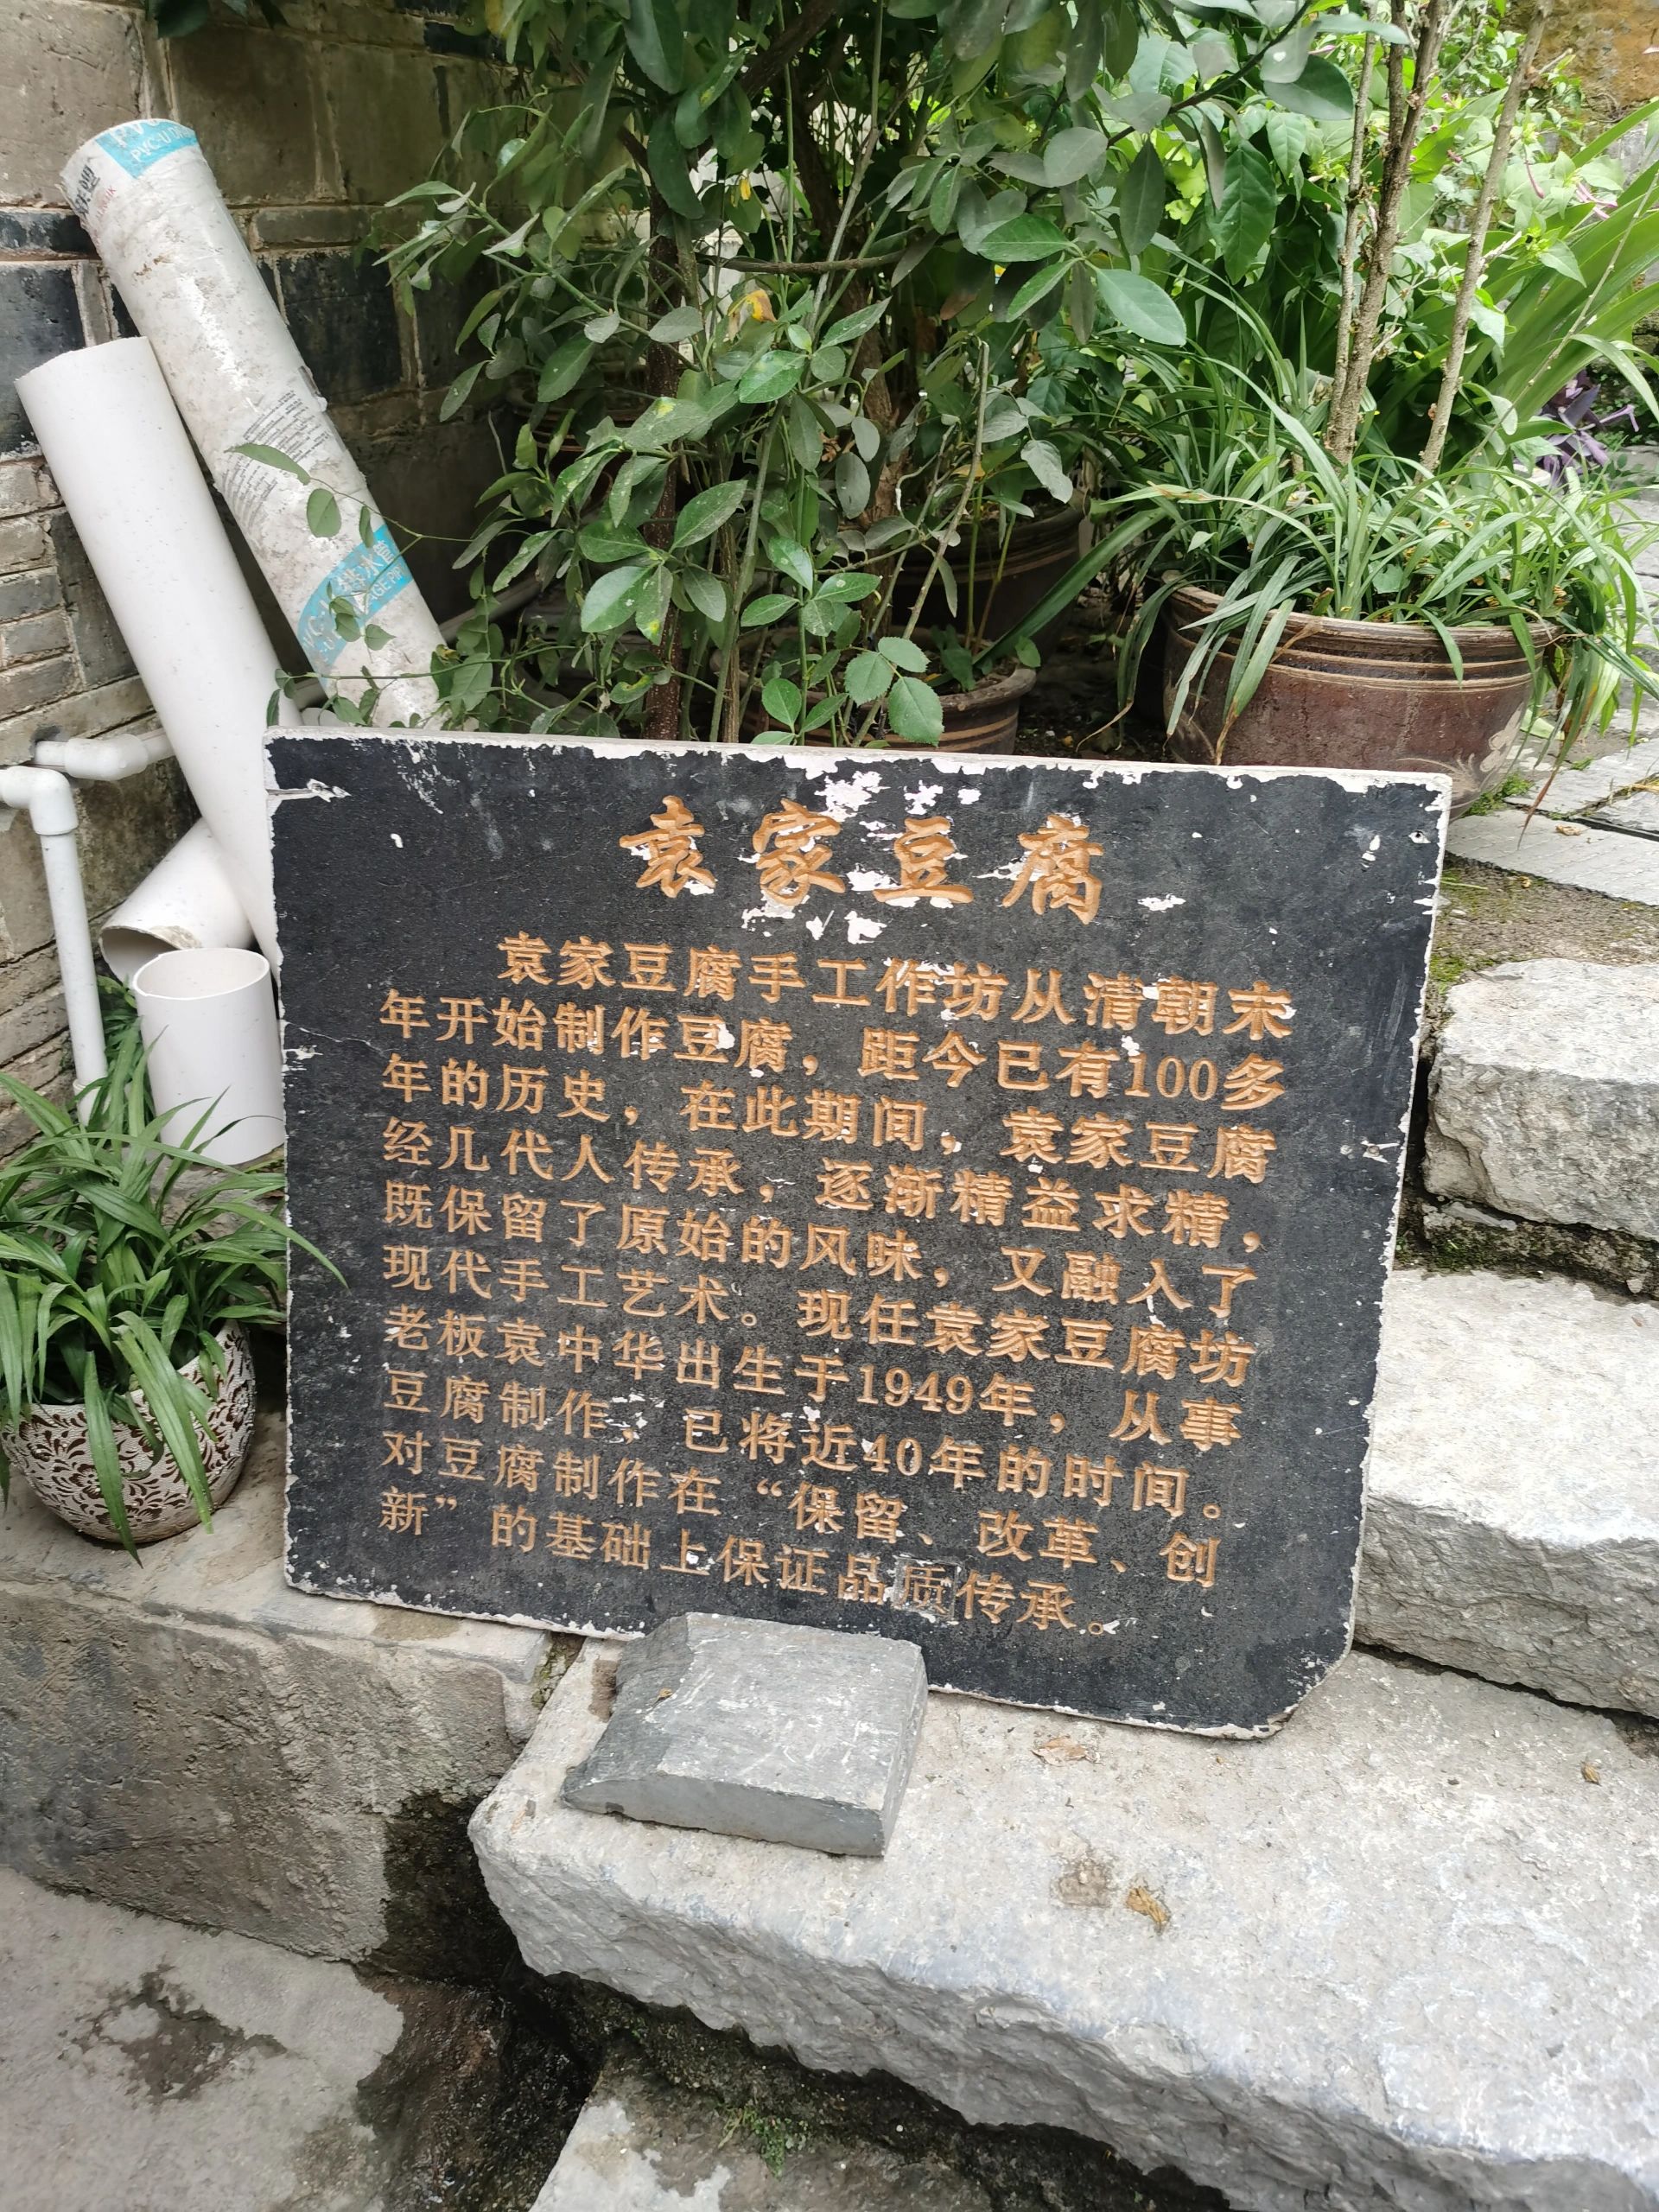 袁家豆腐
袁家豆腐手工作坊从清朝末
年开始制作豆腐，距今已有100多
年的历史，在此期间，袁家豆腐
经几代人传承，逐渐精益求精，
既保留了原始的风味，又融入了
现代手工艺术。现任袁家豆腐坊
老板袁中华出生于1949年，从事
豆腐制作，已将近40年的时间。
对豆腐制作在“保留、改革、创
新”的基础上保证品质传承。
PVC-U
排水管